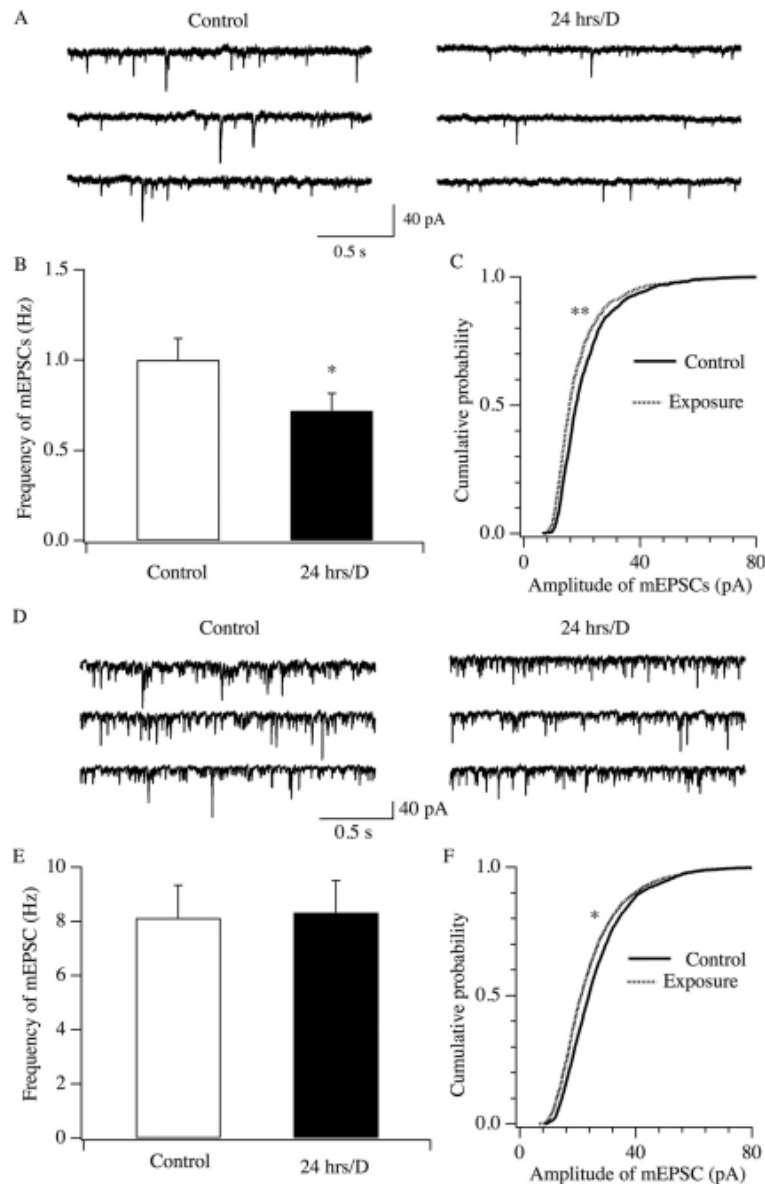 A
Control
24 hrs/D
40 pA
0.5 s
B
1.5
1.0
0.5
0.0
Frequency of mEPSCs (Hz)
*
Control
24 hrs/D
C
1.0
0.5
0.0
Cumulative probability
**
Control
Exposure
0
40
80
Amplitude of mEPSCs (pA)
D
Control
24 hrs/D
40 pA
0.5 s
E
10
8
6
4
2
0
Frequency of mEPSC (Hz)
Control
24 hrs/D
F
1.0
0.5
0.0
Cumulative probability
*
Control
Exposure
0
40
80
Amplitude of mEPSC (pA)